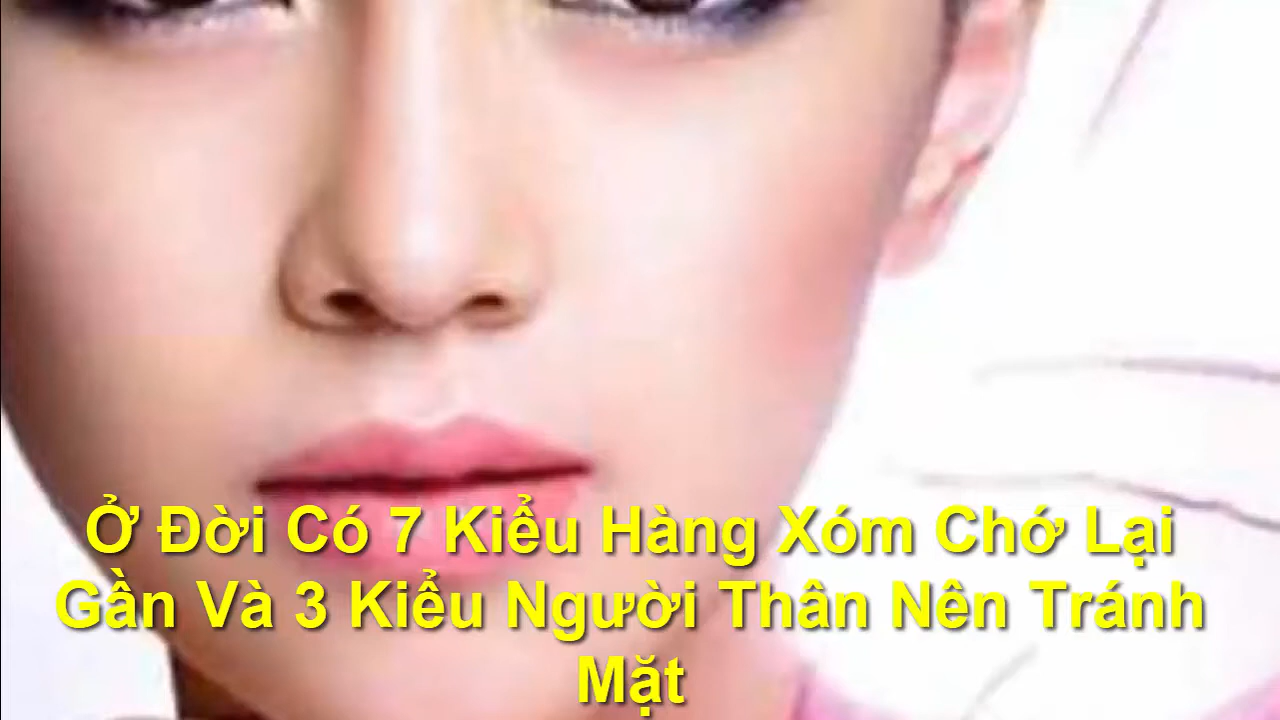 Ở Đời Có 7 Kiểu Hàng Xóm Chớ Lại
Gần Và 3 Kiểu Người Thân Nên Tránh
Mặt